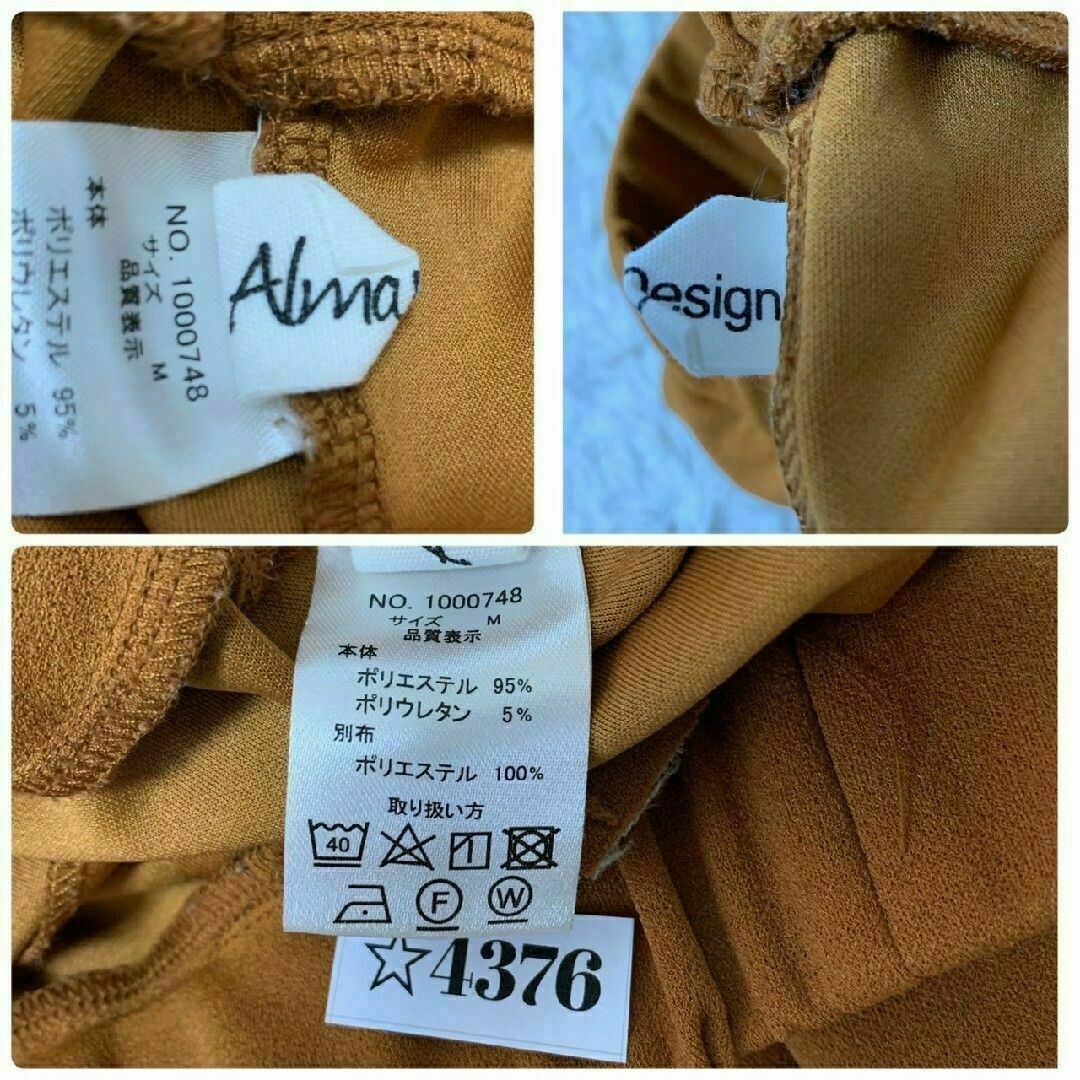 本体
ポリエステル 95%
ポリウレタン 5%
NO. 1000748
サイズ M
品質表示
Alma
Design
NO. 1000748
サイズ M
品質表示
本体
ポリエステル 95%
ポリウレタン 5%
別布
ポリエステル 100%
取り扱い方
40
F
W
☆4376